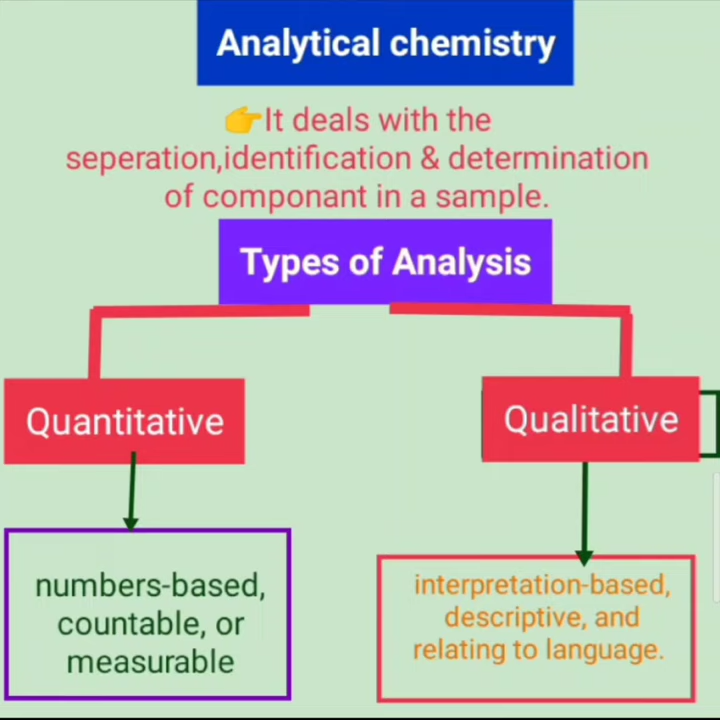 Analytical chemistry
👉It deals with the
seperation,identification & determination
of componant in a sample.
Types of Analysis
Quantitative
Qualitative
numbers-based,
countable, or
measurable
interpretation-based,
descriptive, and
relating to language.